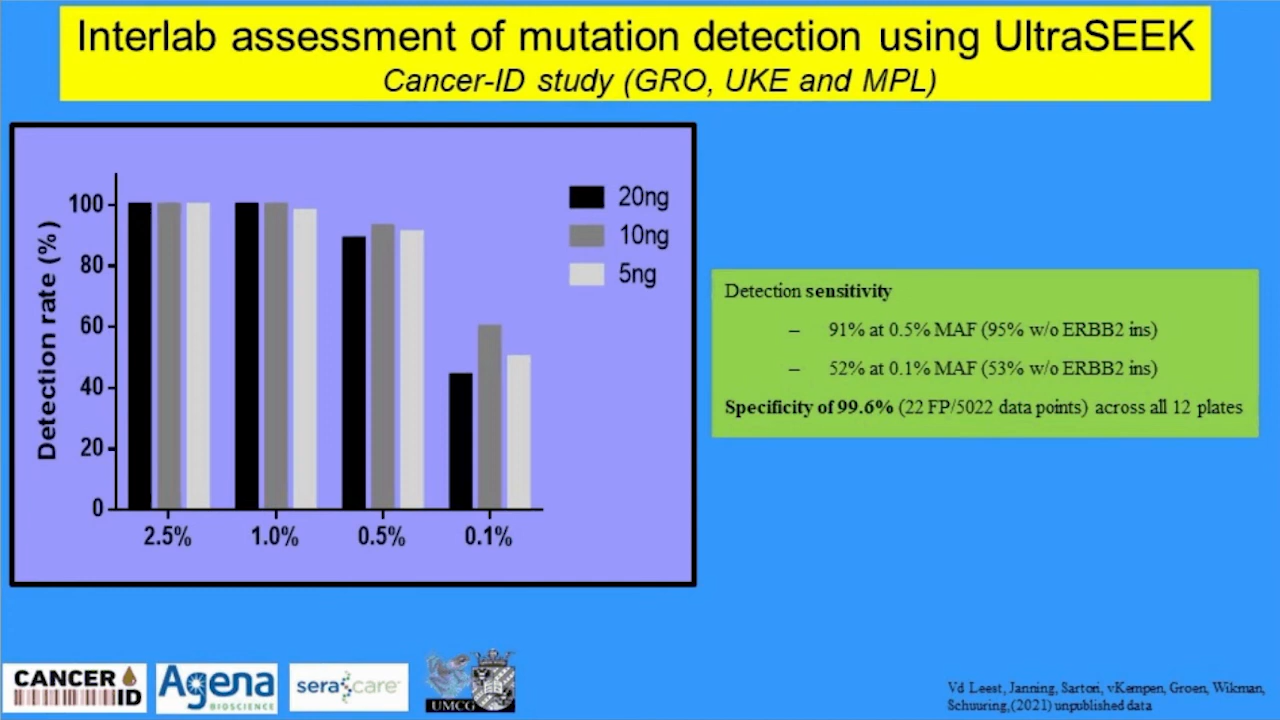 Interlab assessment of mutation detection using UltraSEEK
Cancer-ID study (GRO, UKE and MPL)
Detection rate (%)
100
80
60
40
20
0
2.5% 1.0% 0.5% 0.1%
20ng
10ng
5ng
Detection sensitivity
– 91% at 0.5% MAF (95% w/o ERBB2 ins)
– 52% at 0.1% MAF (53% w/o ERBB2 ins)
Specificity of 99.6% (22 FP/5022 data points) across all 12 plates
CANCER
ID
Agena
BIOSCIENCE
sera care
UMCG
Vd Leest, Janning, Sartori, vKempen, Groen, Wikman,
Schuuring,(2021) unpublished data